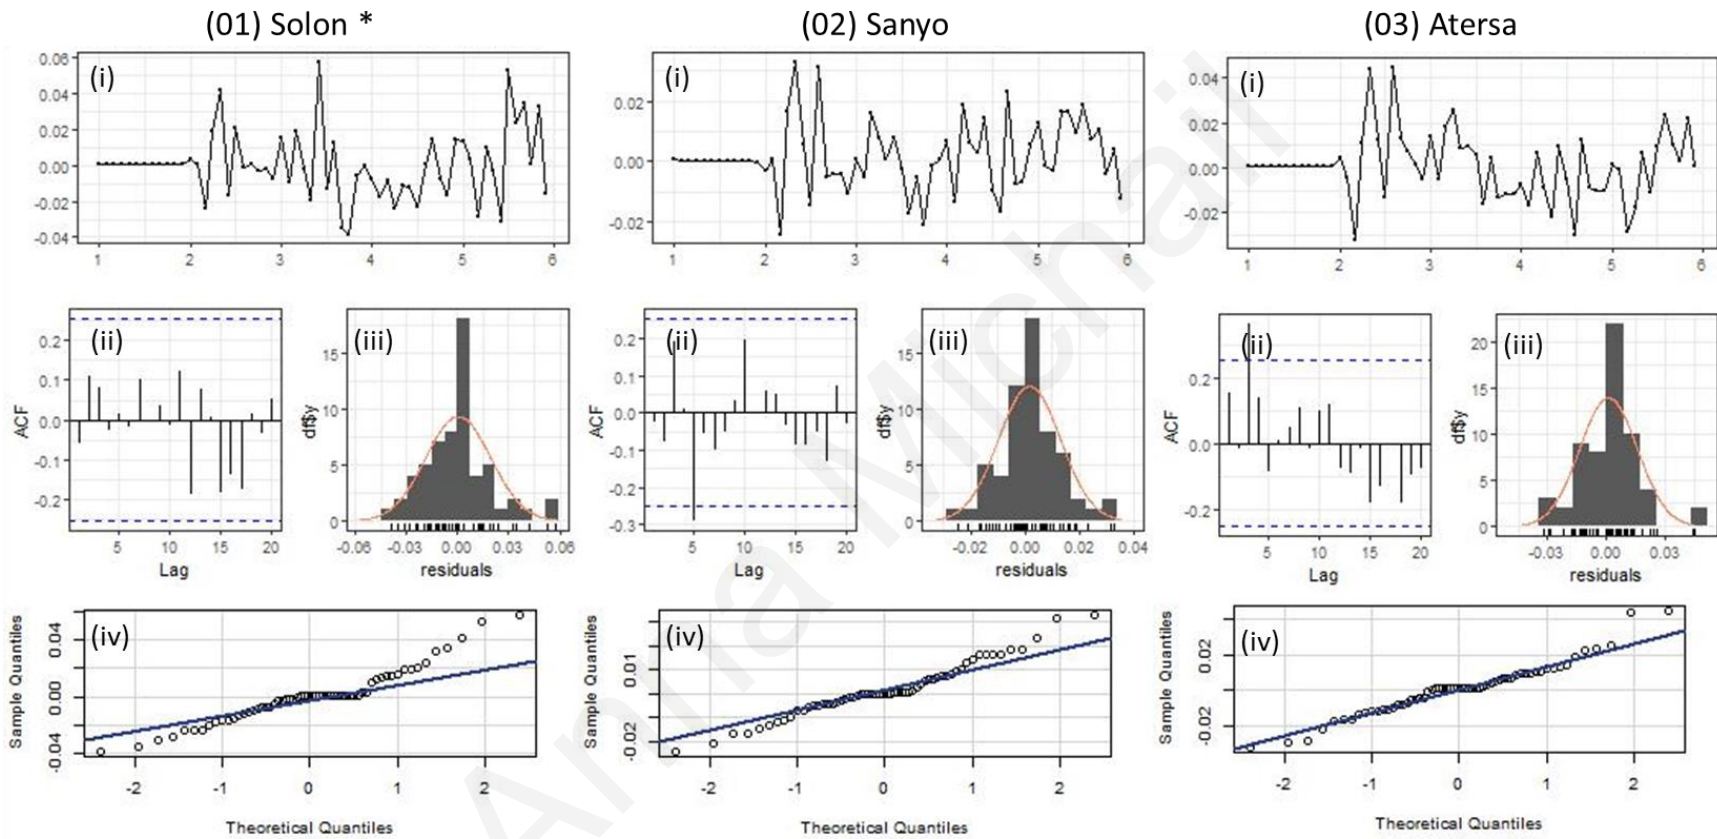 (01) Solon *
(02) Sanyo
(03) Atersa
(i)
0.06
0.04
0.02
0.00
-0.02
-0.04
1 2 3 4 5 6
(i)
0.02
0.00
-0.02
1 2 3 4 5 6
(i)
0.04
0.02
0.00
-0.02
1 2 3 4 5 6
(ii)
ACF
0.2
0.1
0.0
-0.1
-0.2
5 10 15 20
Lag
(iii)
df$y
15
10
5
0
-0.06 -0.03 0.00 0.03 0.06
residuals
(ii)
ACF
0.2
0.1
0.0
-0.1
-0.2
-0.3
5 10 15 20
Lag
(iii)
df$y
15
10
5
0
-0.02 0.00 0.02 0.04
residuals
(ii)
ACF
0.2
0.0
-0.2
5 10 15 20
Lag
(iii)
df$y
20
15
10
5
0
-0.03 0.00 0.03
residuals
(iv)
Sample Quantiles
0.04
0.00
-0.04
-2 -1 0 1 2
Theoretical Quantiles
(iv)
Sample Quantiles
0.01
-0.02
-2 -1 0 1 2
Theoretical Quantiles
(iv)
Sample Quantiles
0.02
-0.02
-2 -1 0 1 2
Theoretical Quantiles
Anna Michail